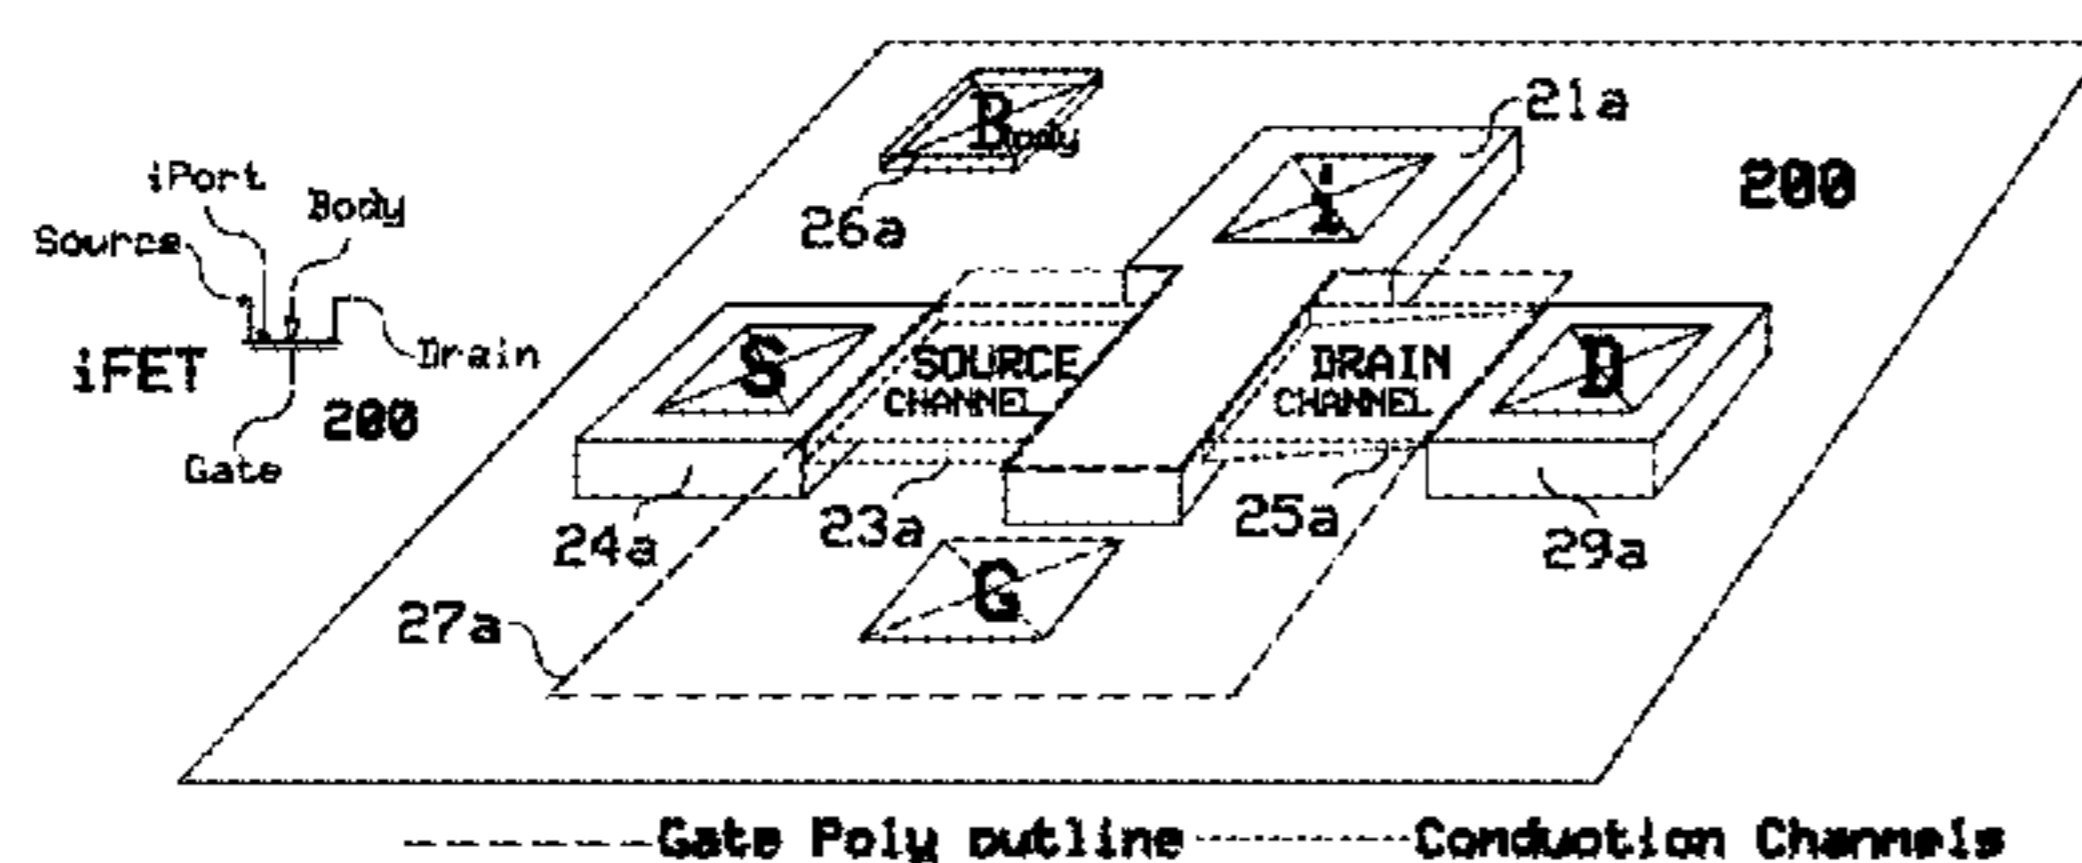 iPort
Body
Source
iFET
Drain
200
Gate
Body
26a
i
21a
200
S
SOURCE
CHANNEL
DRAIN
CHANNEL
D
24a
23a
25a
29a
27a
G
Gate Poly outline
Conduction Channels